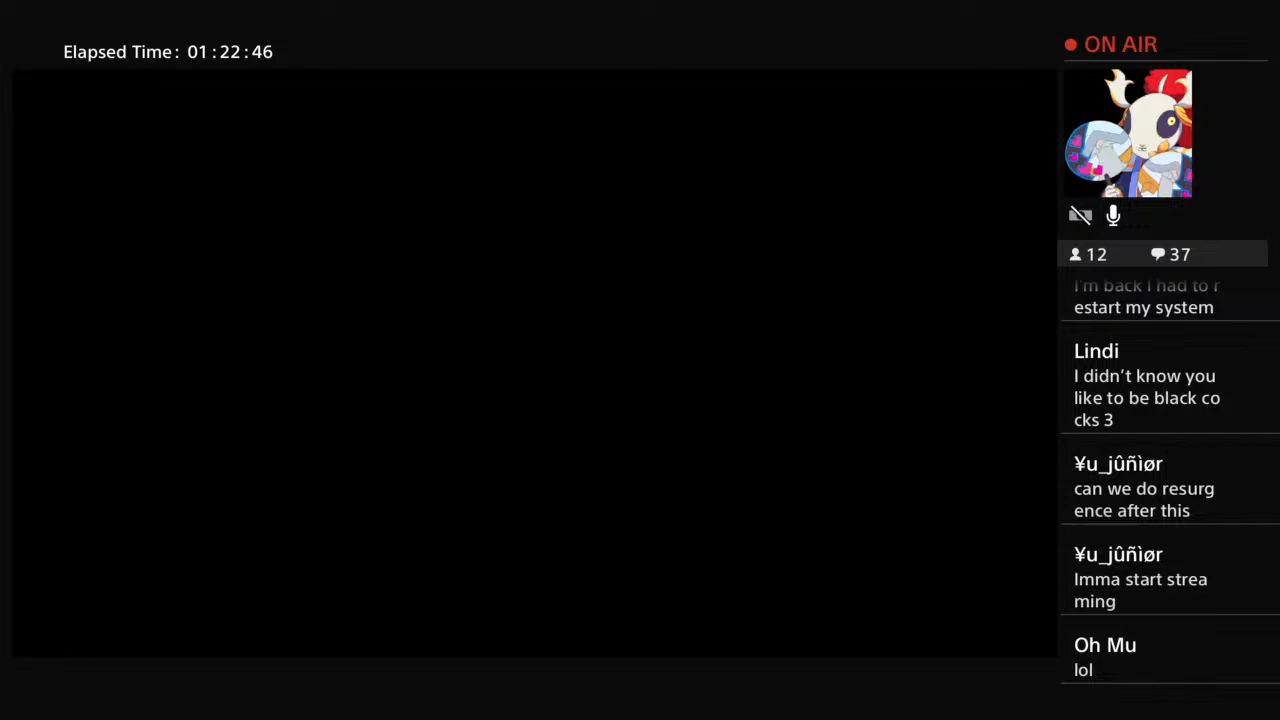 Elapsed Time: 01:22:46
ON AIR
12 37
I'm back I had to r
estart my system
Lindi
I didn't know you
like to be black co
cks 3
¥u_jûñìør
can we do resurg
ence after this
¥u_jûñìør
Imma start strea
ming
Oh Mu
lol